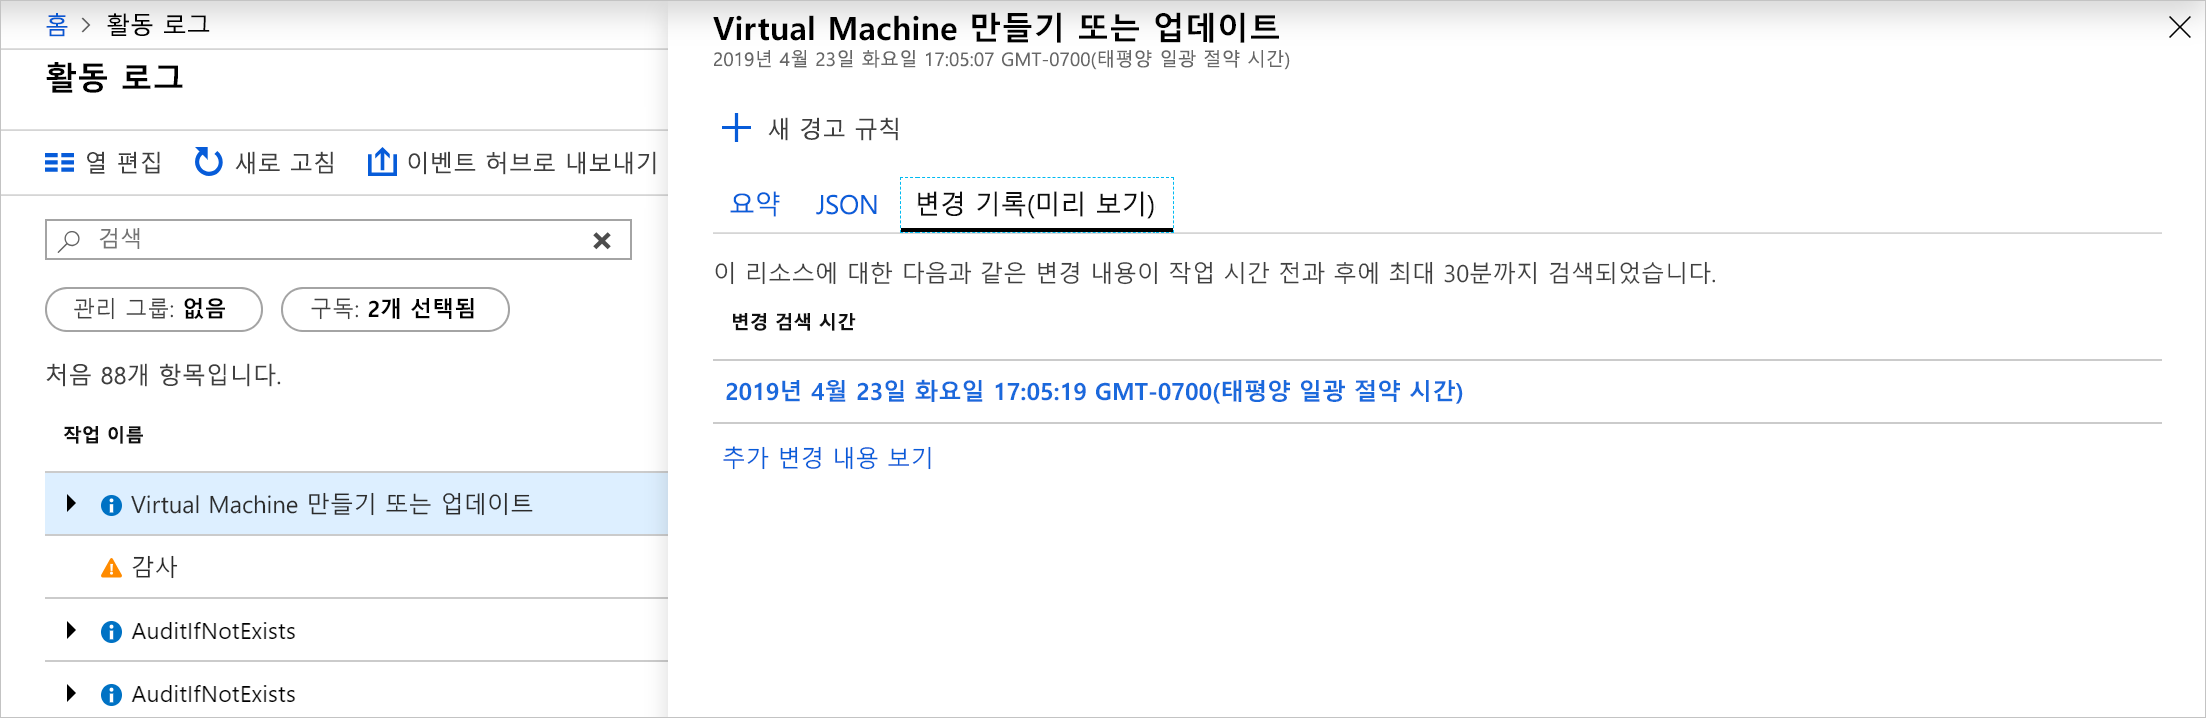 홈 > 활동 로그
활동 로그
열 편집 새로 고침 이벤트 허브로 내보내기
검색
관리 그룹: 없음 구독: 2개 선택됨
처음 88개 항목입니다.
작업 이름
Virtual Machine 만들기 또는 업데이트
감사
AuditIfNotExists
AuditIfNotExists
Virtual Machine 만들기 또는 업데이트
2019년 4월 23일 화요일 17:05:07 GMT-0700(태평양 일광 절약 시간)
새 경고 규칙
요약 JSON 변경 기록(미리 보기)
이 리소스에 대한 다음과 같은 변경 내용이 작업 시간 전과 후에 최대 30분까지 검색되었습니다.
변경 검색 시간
2019년 4월 23일 화요일 17:05:19 GMT-0700(태평양 일광 절약 시간)
추가 변경 내용 보기